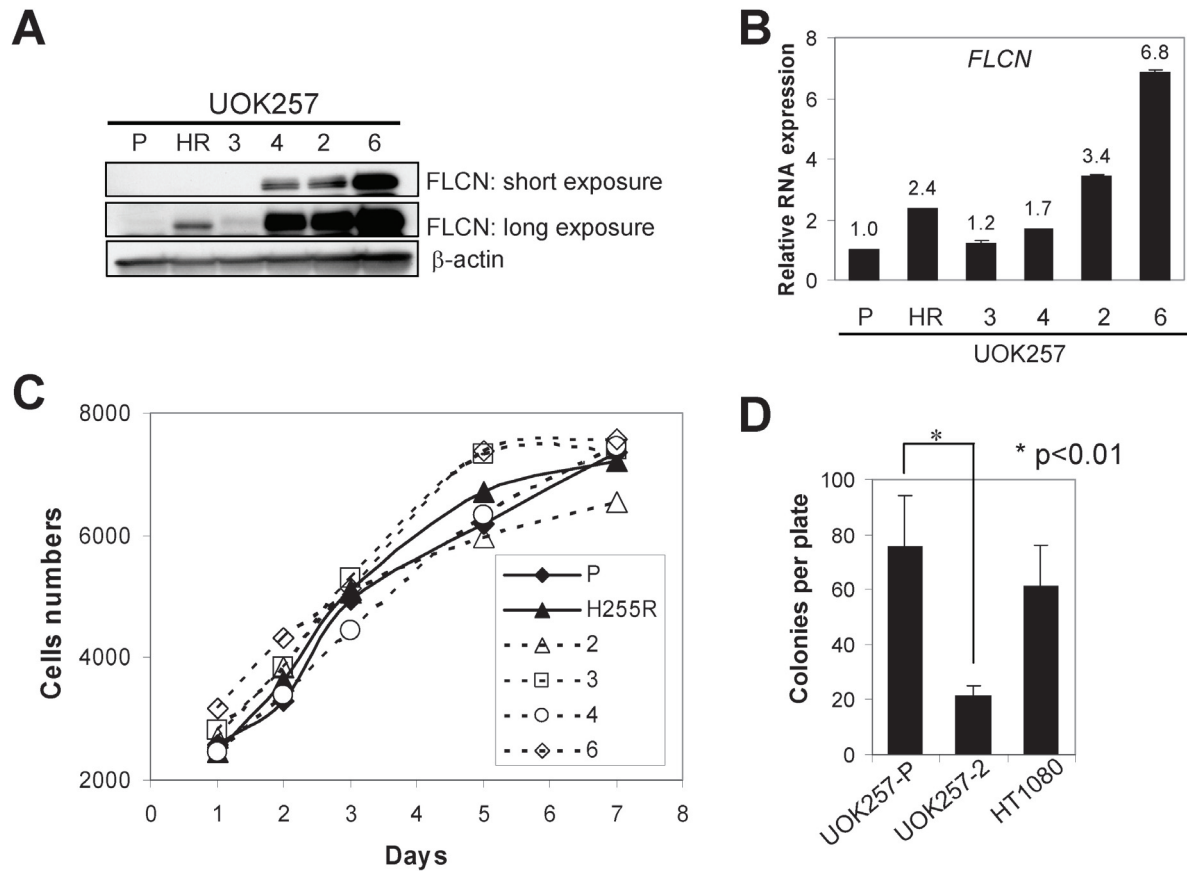 A
UOK257
P HR 3 4 2 6
FLCN: short exposure
FLCN: long exposure
β-actin
B
Relative RNA expression
8
6
4
2
0
FLCN
1.0
2.4
1.2
1.7
3.4
6.8
P HR 3 4 2 6
UOK257
C
Cells numbers
8000
6000
4000
2000
0 1 2 3 4 5 6 7 8
Days
P
H255R
2
3
4
6
D
*
* p<0.01
Colonies per plate
100
80
60
40
20
0
UOK257-P
UOK257-2
HT1080